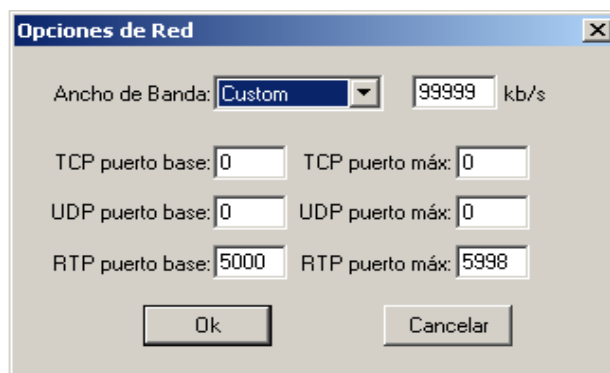 Opciones de Red
Ancho de Banda: Custom 99999 kb/s
TCP puerto base: 0 TCP puerto máx: 0
UDP puerto base: 0 UDP puerto máx: 0
RTP puerto base: 5000 RTP puerto máx: 5998
Ok Cancelar